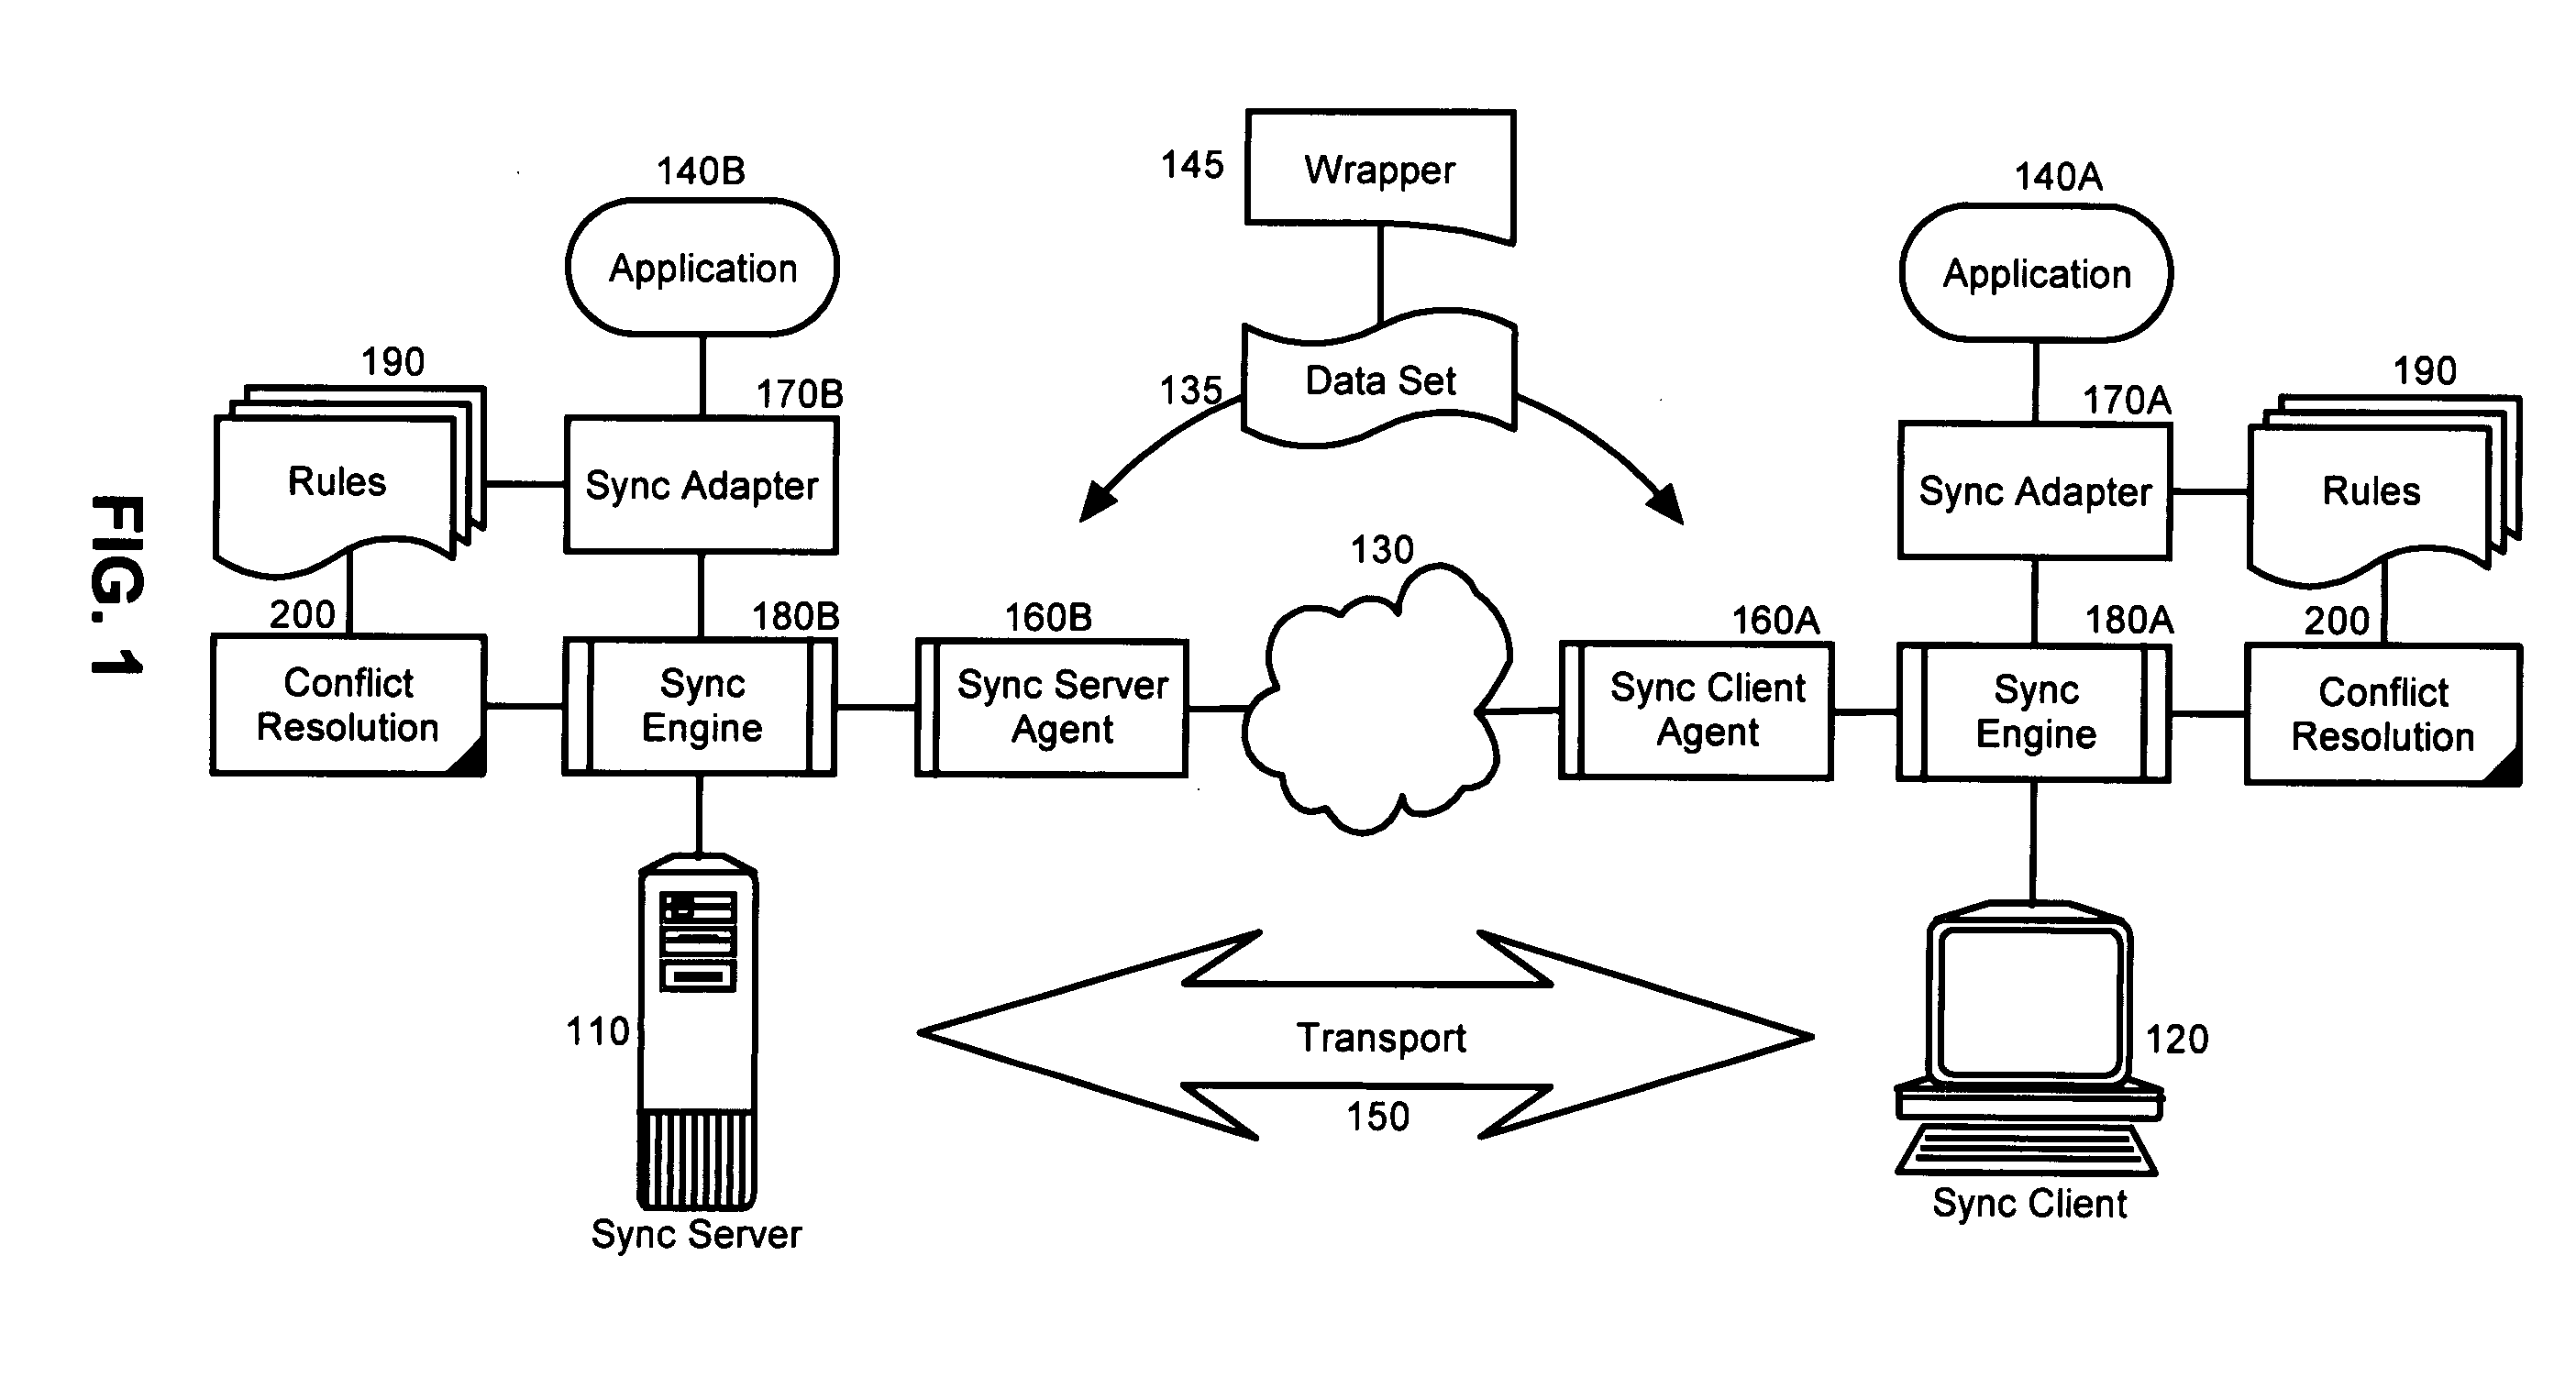 FIG. 1
140B
Application
190
Rules
170B
Sync Adapter
200
Conflict
Resolution
180B
Sync
Engine
160B
Sync Server
Agent
110
Sync Server
145
Wrapper
135
Data Set
130
Transport
150
140A
Application
170A
Sync Adapter
190
Rules
160A
Sync Client
Agent
180A
Sync
Engine
200
Conflict
Resolution
120
Sync Client